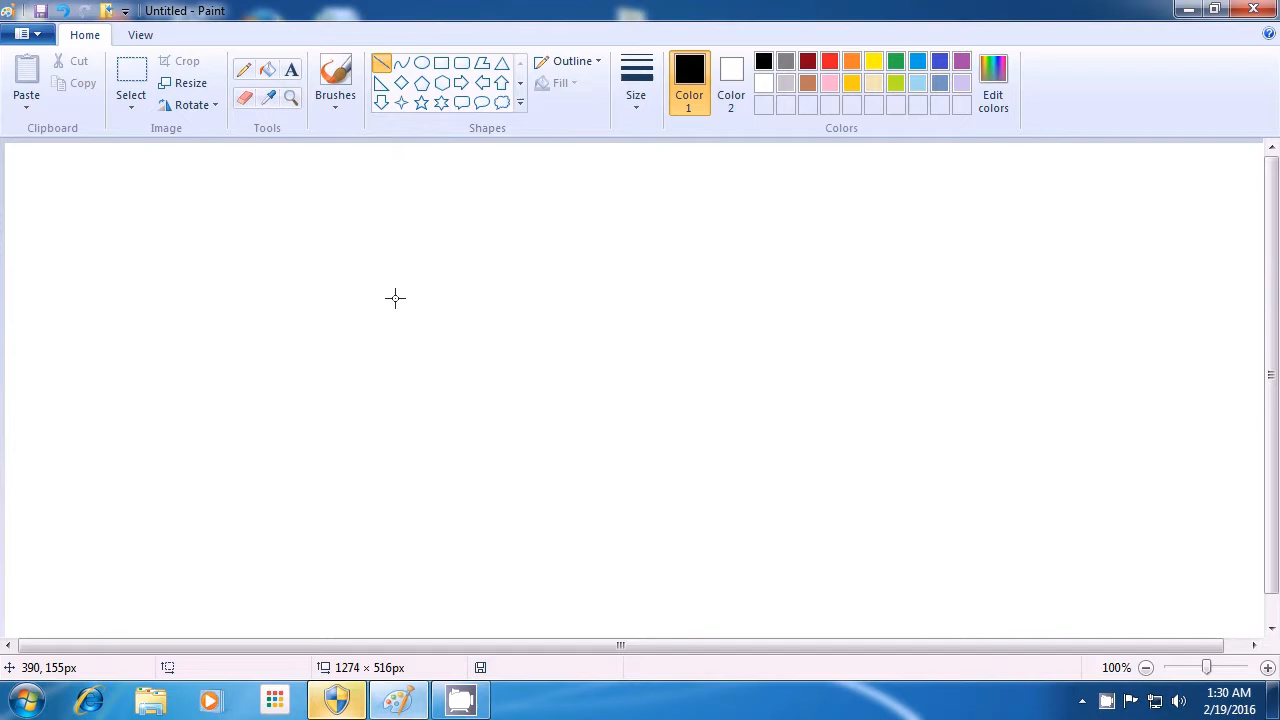 Untitled - Paint
Home
View
Paste
Cut
Copy
Clipboard
Select
Crop
Resize
Rotate
Image
A
Tools
Brushes
Outline
Fill
Shapes
Size
Color
1
Color
2
Edit
colors
Colors
390, 155px
1274 × 516px
100%
1:30 AM
2/19/2016